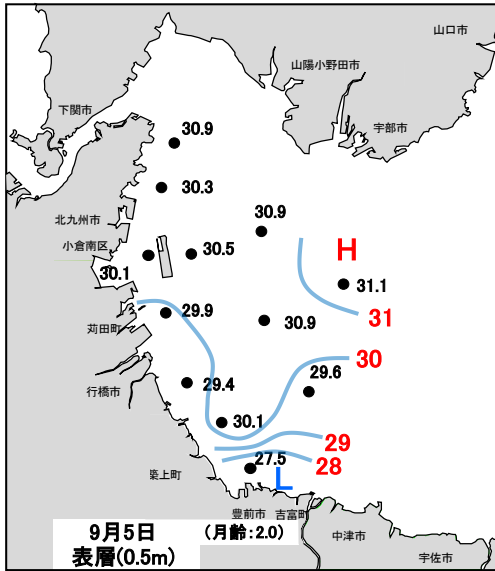 山口市
山陽小野田市
下関市
宇部市
30.9
30.3
北九州市
30.9
小倉南区
30.5
H
30.1
31.1
29.9
31
30.9
苅田町
30
29.6
29.4
行橋市
30.1
29
27.5
28
築上町
L
豊前市
吉富町
9月5日
(月齢:2.0)
中津市
表層(0.5m)
宇佐市